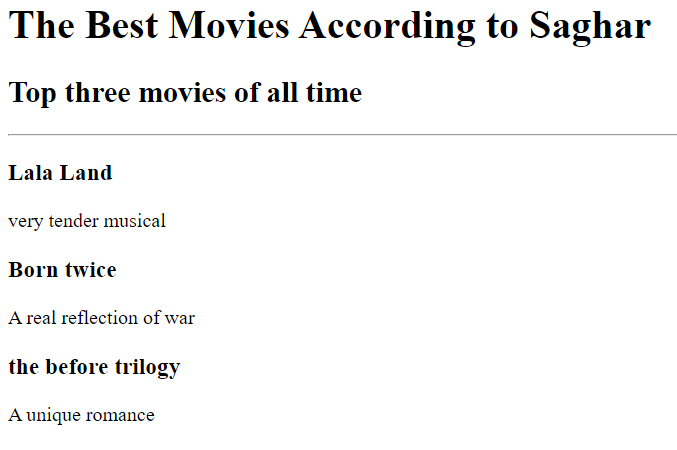 The Best Movies According to Saghar
Top three movies of all time
Lala Land
very tender musical
Born twice
A real reflection of war
the before trilogy
A unique romance